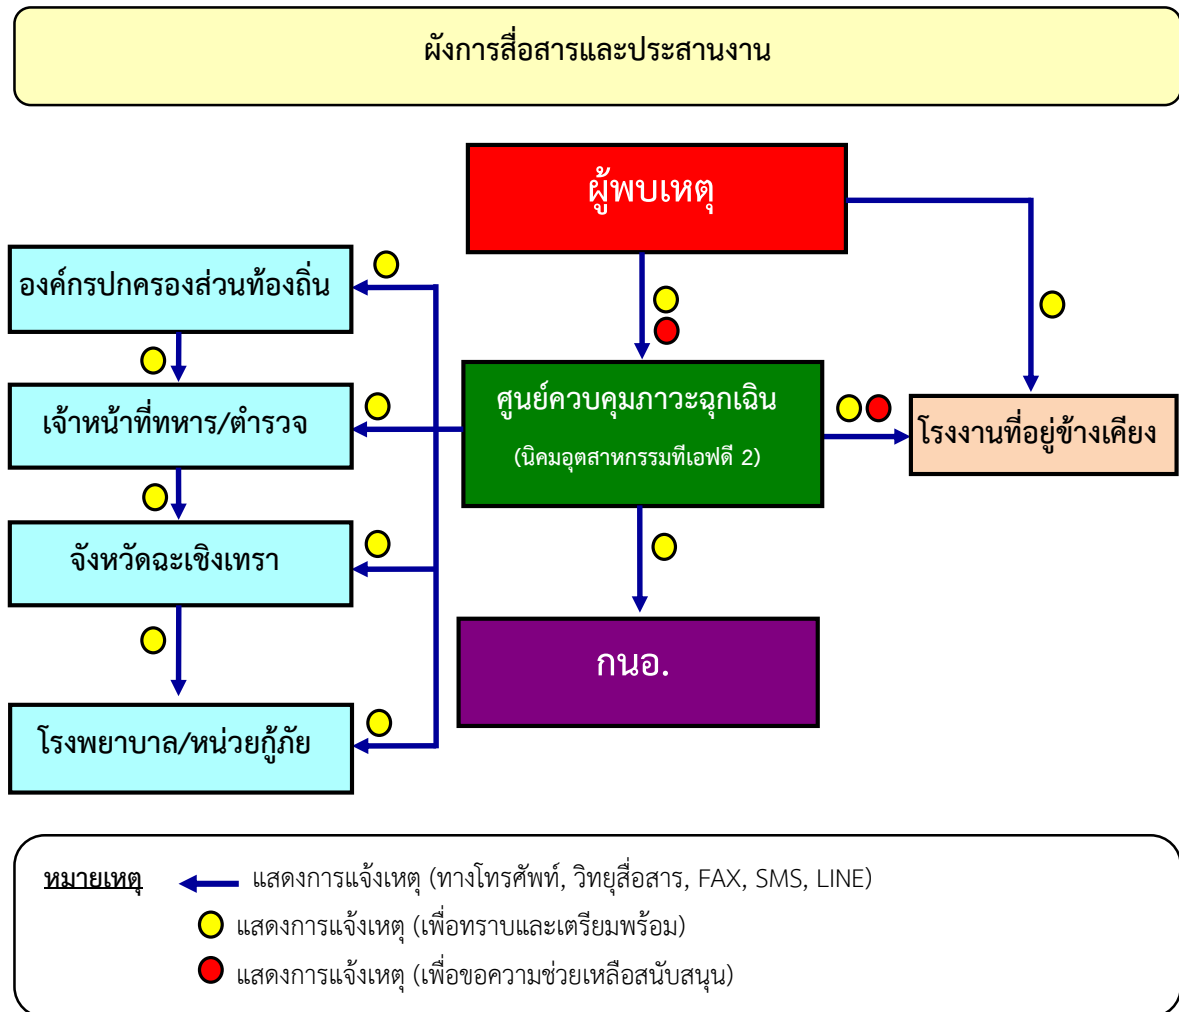 ผังการสื่อสารและประสานงาน
ผู้พบเหตุ
องค์กรปกครองส่วนท้องถิ่น
เจ้าหน้าที่ทหาร/ตำรวจ
จังหวัดฉะเชิงเทรา
โรงพยาบาล/หน่วยกู้ภัย
ศูนย์ควบคุมภาวะฉุกเฉิน
(นิคมอุตสาหกรรมทีเอฟดี 2)
โรงงานที่อยู่ข้างเคียง
กนอ.
หมายเหตุ แสดงการแจ้งเหตุ (ทางโทรศัพท์, วิทยุสื่อสาร, FAX, SMS, LINE)
แสดงการแจ้งเหตุ (เพื่อทราบและเตรียมพร้อม)
แสดงการแจ้งเหตุ (เพื่อขอความช่วยเหลือสนับสนุน)